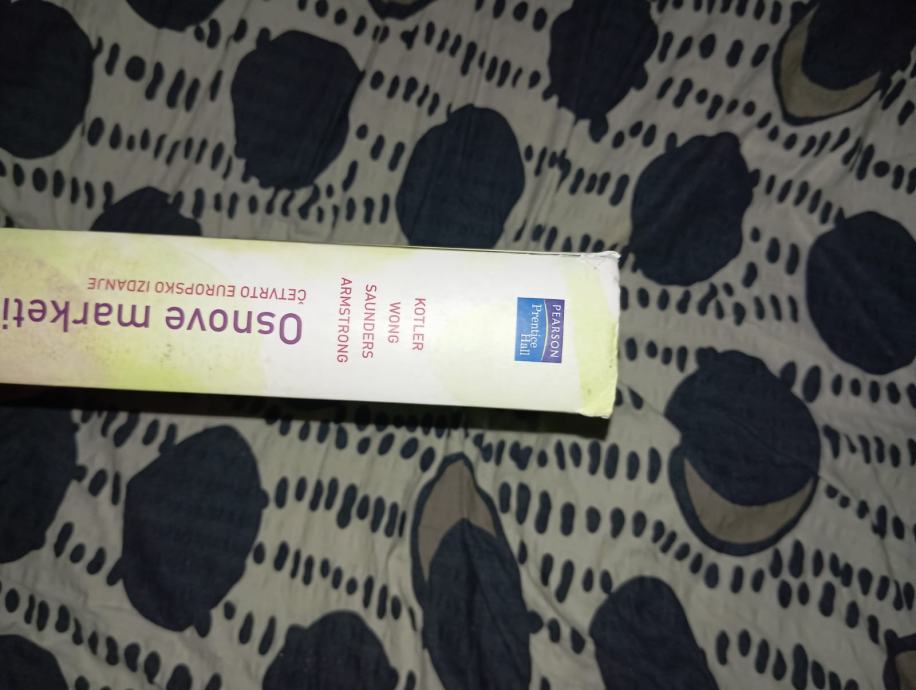 KOTLER
WONG
SAUNDERS
ARMSTRONG
Osnove marketi
ČETVRTO EUROPSKO IZDANJE
PEARSON
Prentice
Hall